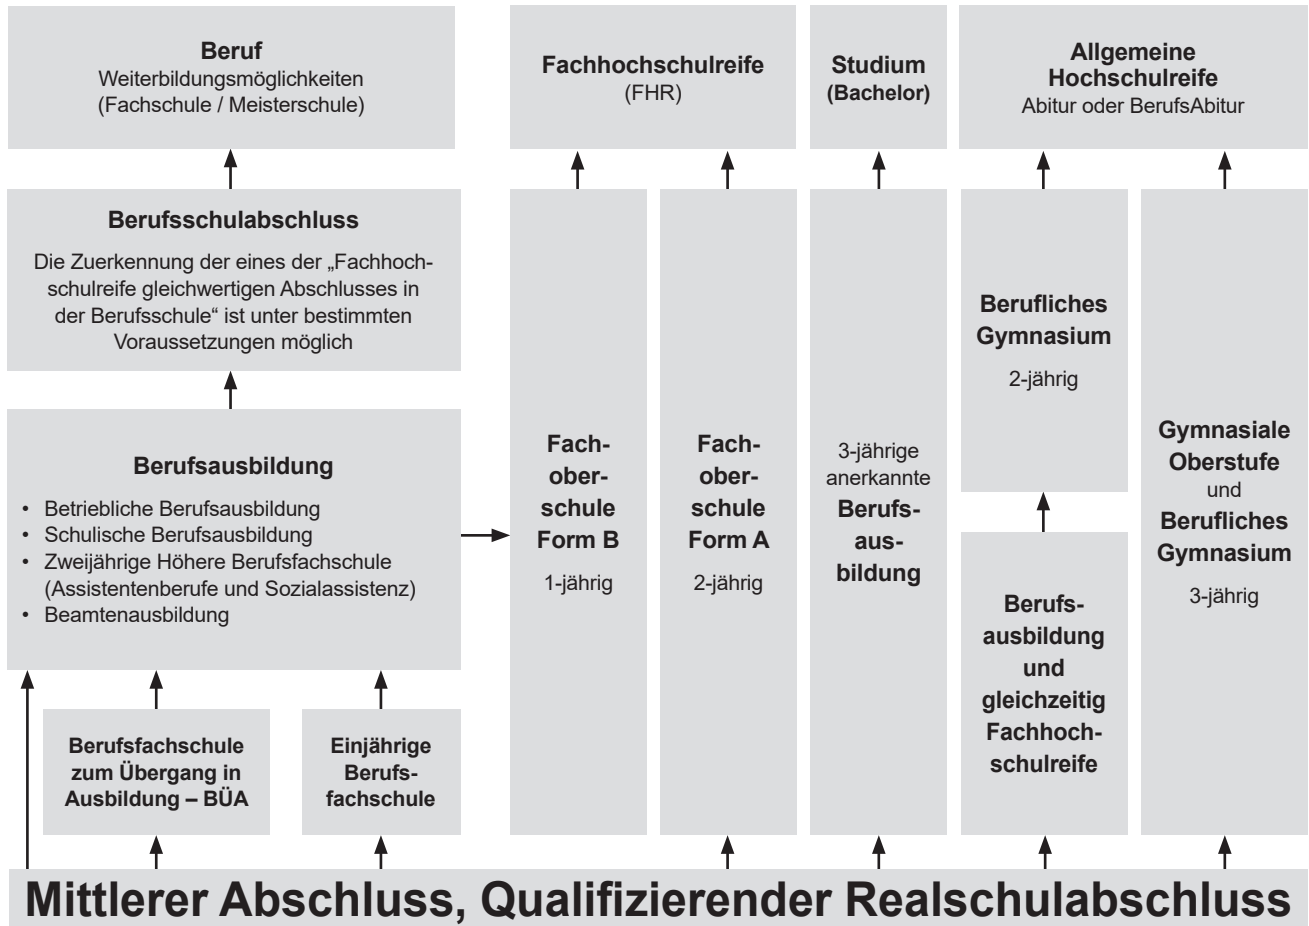 Beruf
Weiterbildungsmöglichkeiten
(Fachschule / Meisterschule)
Fachhochschulreife
(FHR)
Studium
(Bachelor)
Allgemeine
Hochschulreife
Abitur oder BerufsAbitur
Berufsschulabschluss
Die Zuerkennung der eines der „Fachhoch-
schulreife gleichwertigen Abschlusses in
der Berufsschule“ ist unter bestimmten
Voraussetzungen möglich
Berufsausbildung
• Betriebliche Berufsausbildung
• Schulische Berufsausbildung
• Zweijährige Höhere Berufsfachschule
(Assistentenberufe und Sozialassistenz)
• Beamtenausbildung
Berufsfachschule
zum Übergang in
Ausbildung – BÜA
Einjährige
Berufs-
fachschule
Fach-
ober-
schule
Form B
1-jährig
Fach-
ober-
schule
Form A
2-jährig
3-jährige
anerkannte
Berufs-
aus-
bildung
Berufliches
Gymnasium
2-jährig
Berufs-
ausbildung
und
gleichzeitig
Fachhoch-
schulreife
Gymnasiale
Oberstufe
und
Berufliches
Gymnasium
3-jährig
Mittlerer Abschluss, Qualifizierender Realschulabschluss